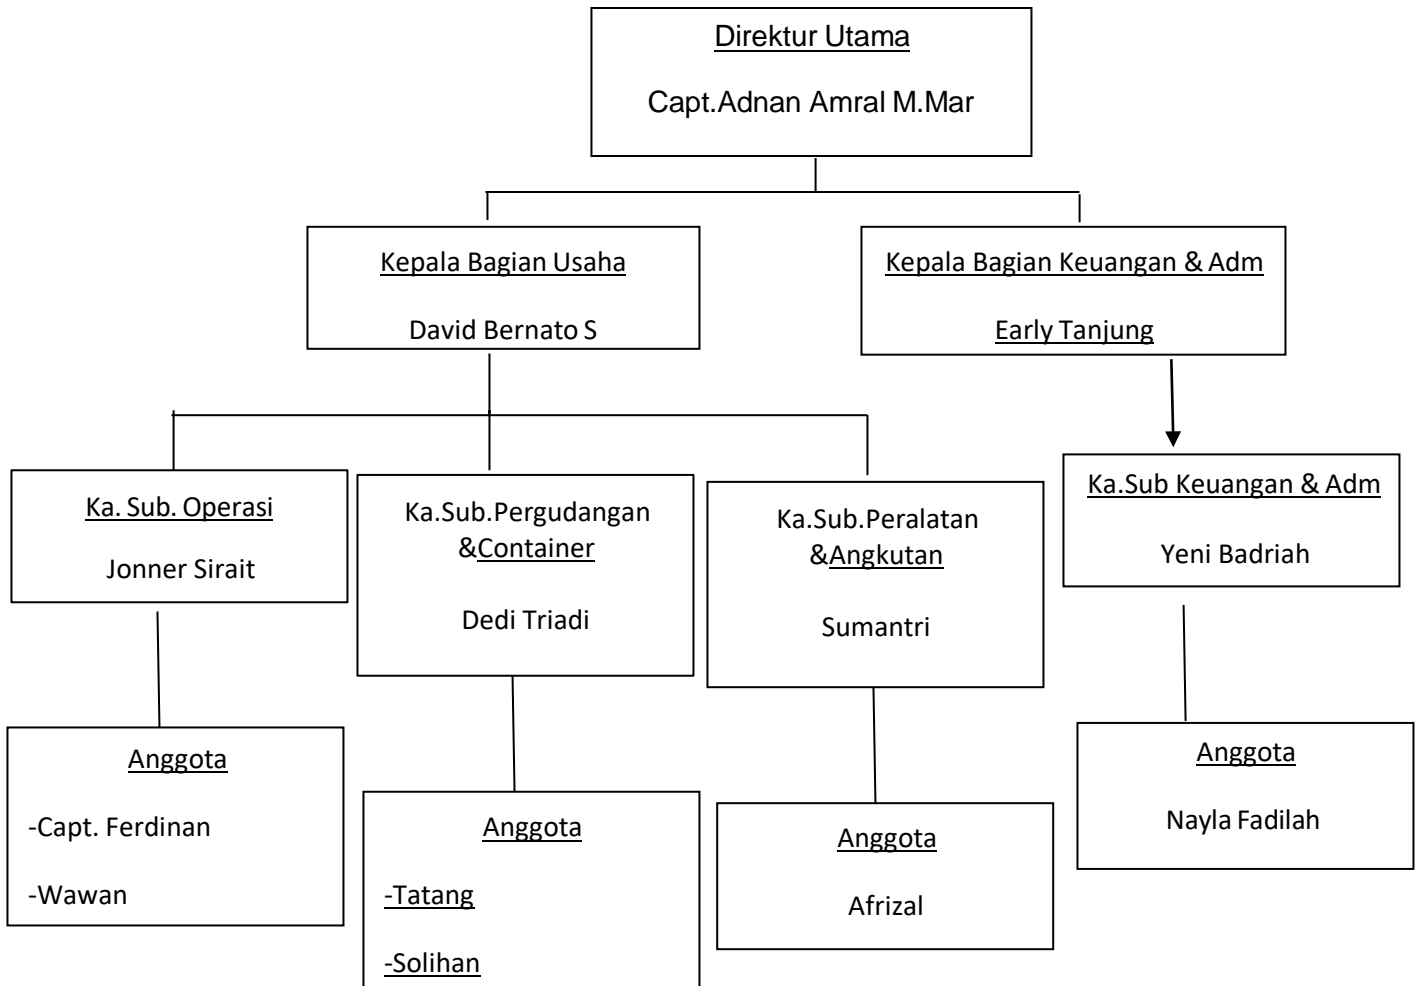 Direktur Utama
Capt.Adnan Amral M.Mar
Kepala Bagian Usaha
David Bernato S
Kepala Bagian Keuangan & Adm
Early Tanjung
Ka. Sub. Operasi
Jonner Sirait
Ka.Sub.Pergudangan
&Container
Dedi Triadi
Ka.Sub.Peralatan
&Angkutan
Sumantri
Ka.Sub Keuangan & Adm
Yeni Badriah
Anggota
-Capt. Ferdinan
-Wawan
Anggota
-Tatang
-Solihan
Anggota
Afrizal
Anggota
Nayla Fadilah